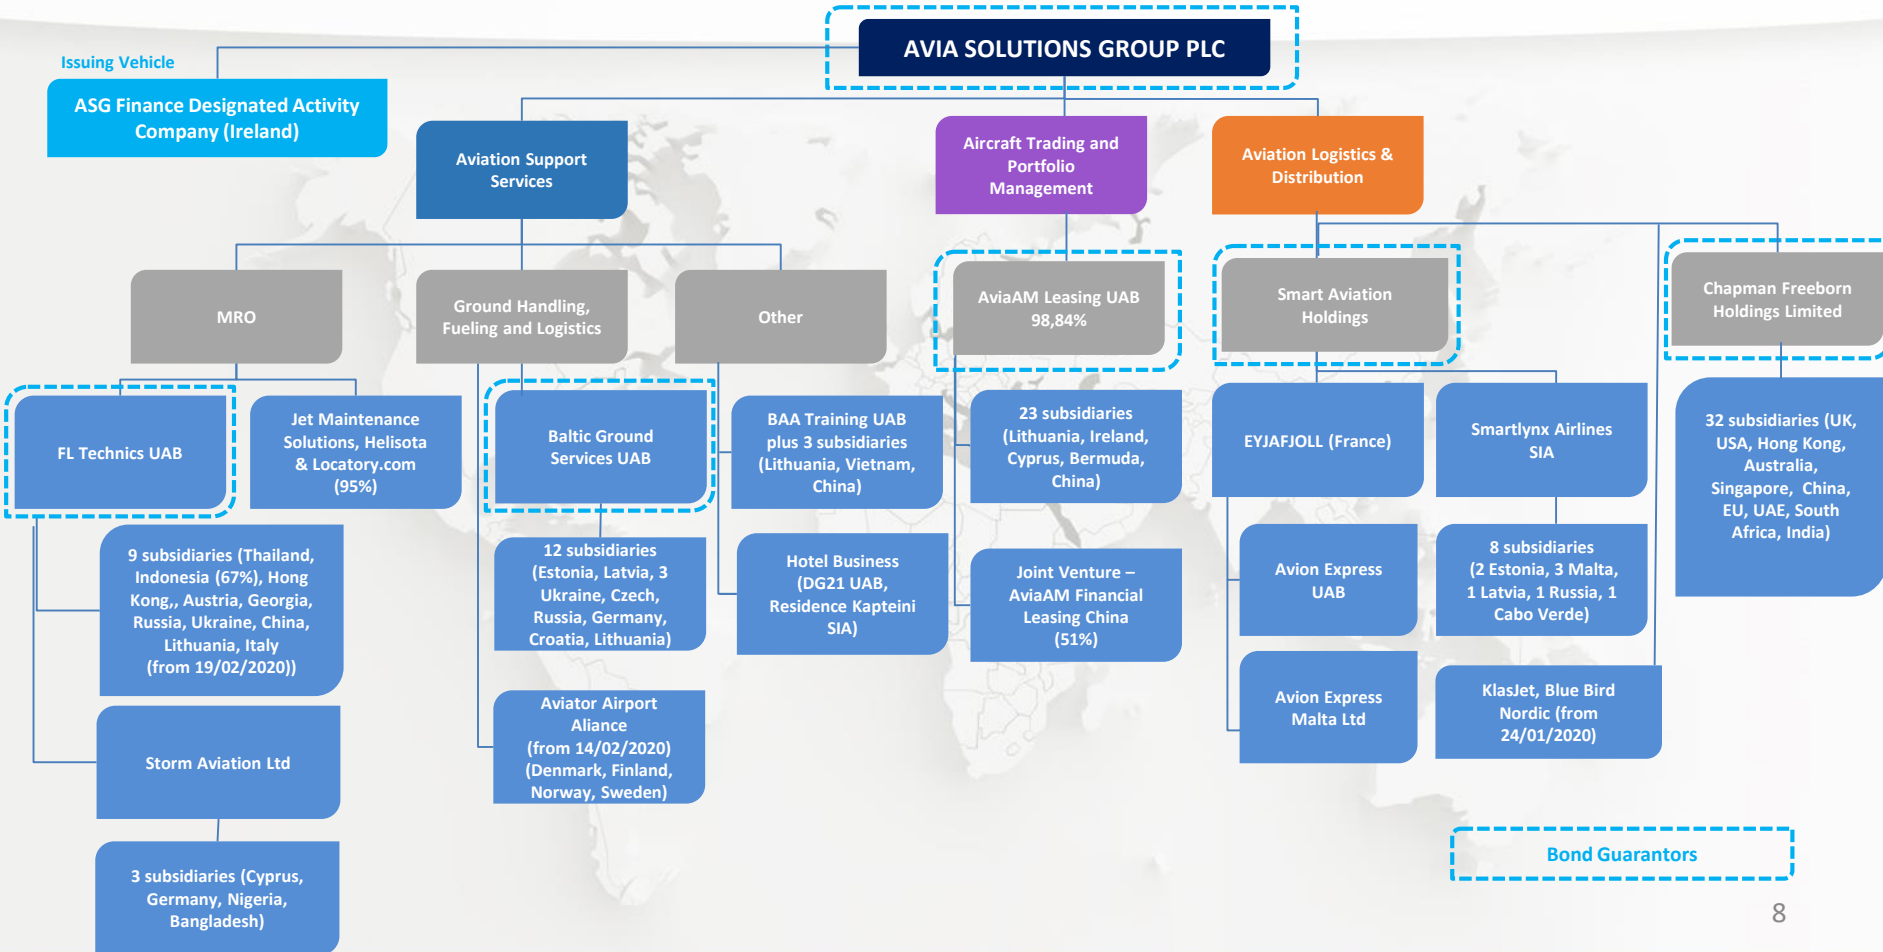 AVIA SOLUTIONS GROUP PLC
Issuing Vehicle
ASG Finance Designated Activity
Company (Ireland)
Aviation Support
Services
Aircraft Trading and
Portfolio
Management
Aviation Logistics &
Distribution
MRO
Ground Handling,
Fueling and Logistics
Other
AviaAM Leasing UAB
98,84%
Smart Aviation
Holdings
Chapman Freeborn
Holdings Limited
FL Technics UAB
Jet Maintenance
Solutions, Helisota
& Locatory.com
(95%)
Baltic Ground
Services UAB
BAA Training UAB
plus 3 subsidiaries
(Lithuania, Vietnam,
China)
23 subsidiaries
(Lithuania, Ireland,
Cyprus, Bermuda,
China)
EYJAFJOLL (France)
Smartlynx Airlines
SIA
32 subsidiaries (UK,
USA, Hong Kong,
Australia,
Singapore, China,
EU, UAE, South
Africa, India)
9 subsidiaries (Thailand,
Indonesia (67%), Hong
Kong,, Austria, Georgia,
Russia, Ukraine, China,
Lithuania, Italy
(from 19/02/2020))
12 subsidiaries
(Estonia, Latvia, 3
Ukraine, Czech,
Russia, Germany,
Croatia, Lithuania)
Hotel Business
(DG21 UAB,
Residence Kapteini
SIA)
Joint Venture –
AviaAM Financial
Leasing China
(51%)
Avion Express
UAB
8 subsidiaries
(2 Estonia, 3 Malta,
1 Latvia, 1 Russia, 1
Cabo Verde)
Storm Aviation Ltd
Aviator Airport
Aliance
(from 14/02/2020)
(Denmark, Finland,
Norway, Sweden)
Avion Express
Malta Ltd
KlasJet, Blue Bird
Nordic (from
24/01/2020)
3 subsidiaries (Cyprus,
Germany, Nigeria,
Bangladesh)
Bond Guarantors
8